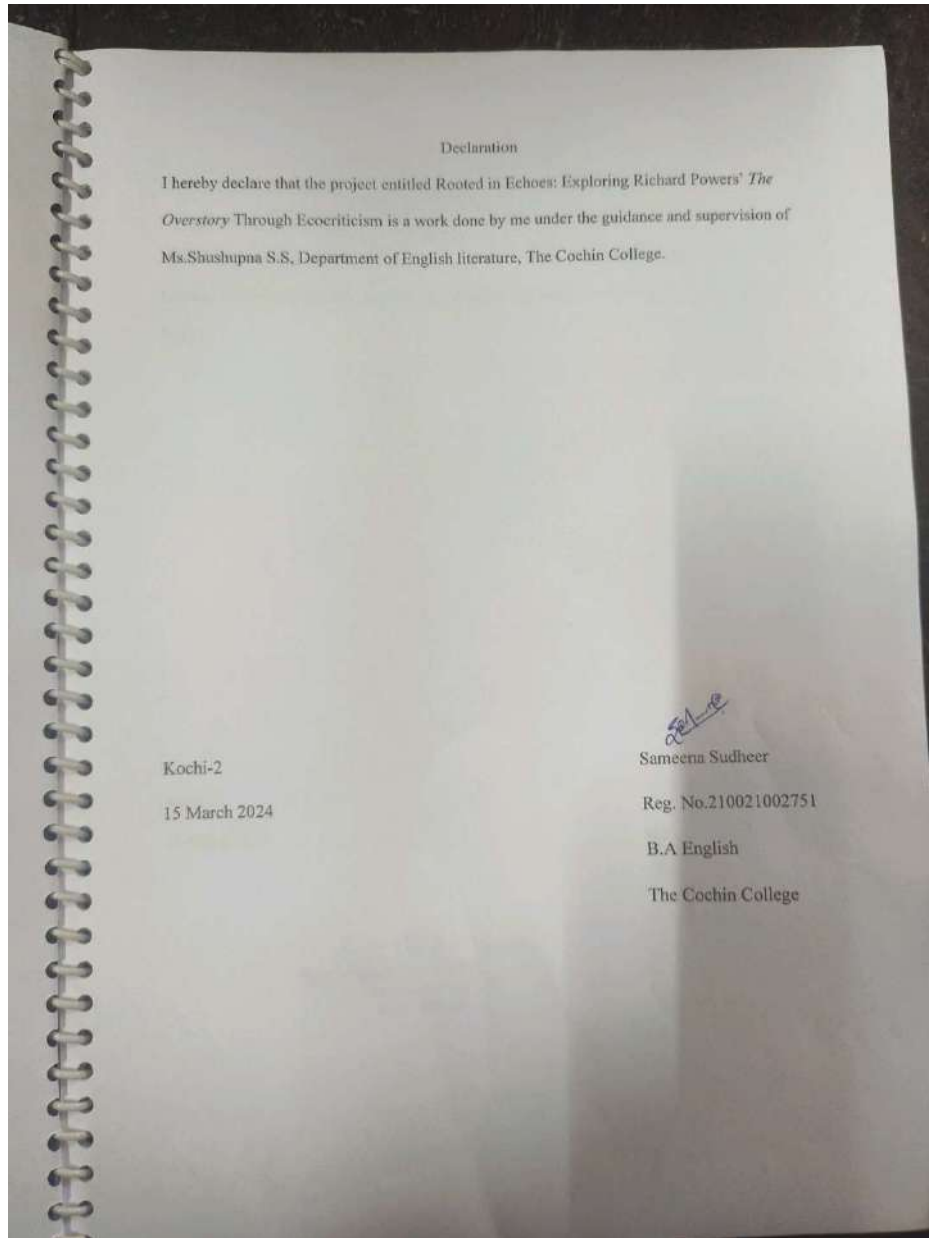 Declaration
I hereby declare that the project entitled Rooted in Echoes: Exploring Richard Powers' The
Overstory Through Ecocriticism is a work done by me under the guidance and supervision of
Ms.Shushupna S.S, Department of English literature, The Cochin College.
Kochi-2
15 March 2024
Sameena Sudheer
Reg. No.210021002751
B.A English
The Cochin College